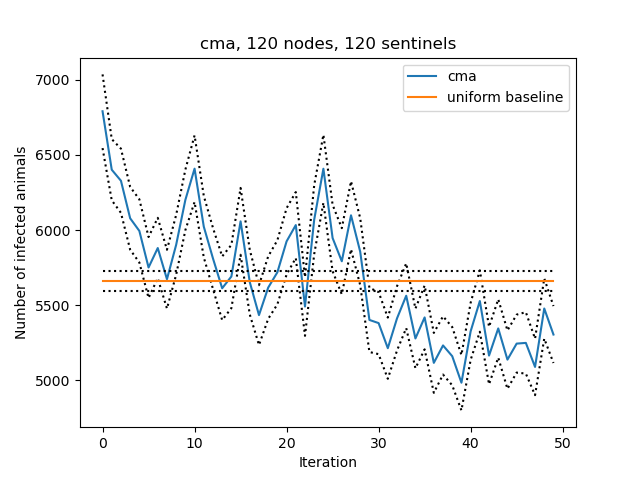 cma, 120 nodes, 120 sentinels
cma
uniform baseline
Number of infected animals
7000
6500
6000
5500
5000
0 10 20 30 40 50
Iteration